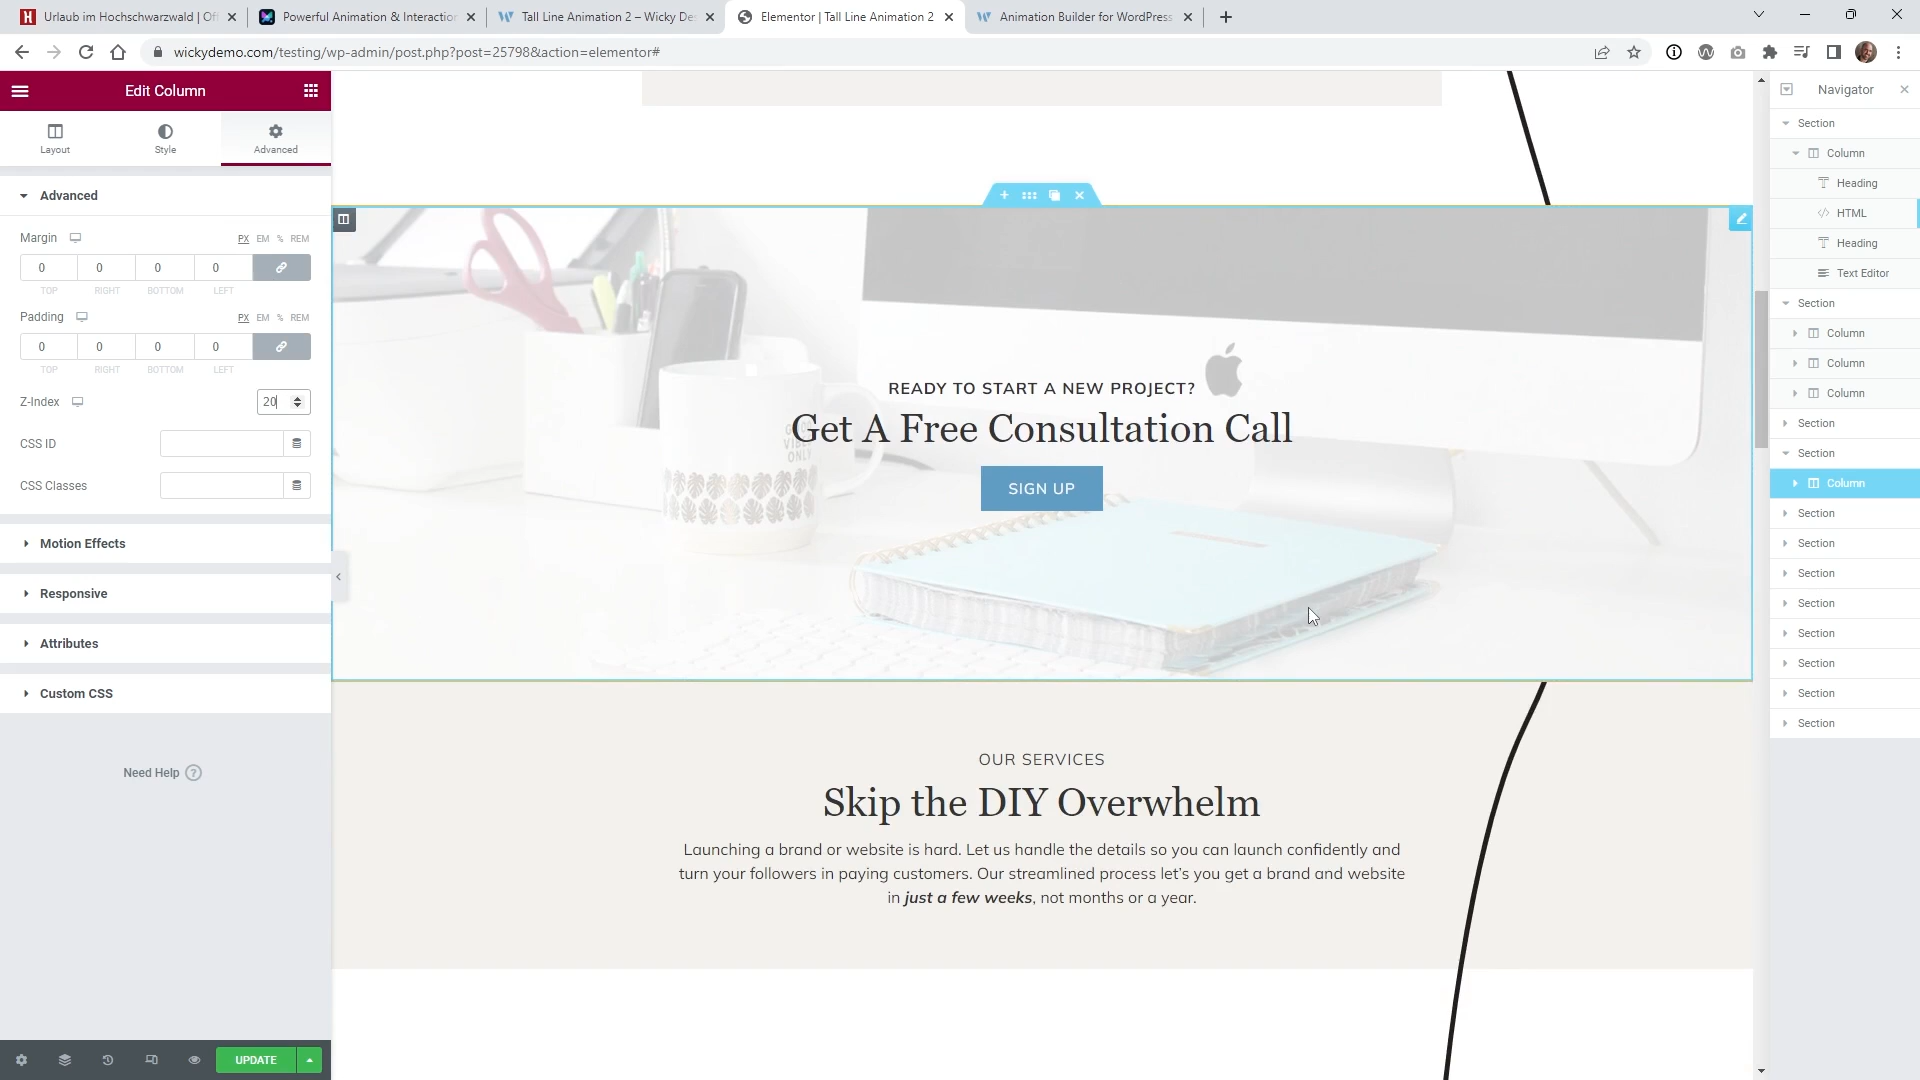 Urlaub im Hochschwarzwald | Of
Powerful Animation & Interaction
Tall Line Animation 2 – Wicky De
Elementor | Tall Line Animation 2
Animation Builder for WordPress
wickydemo.com/testing/wp-admin/post.php?post=25798&action=elementor#
Edit Column
Layout
Style
Advanced
Advanced
Margin
PX EM % REM
0 0 0 0
TOP RIGHT BOTTOM LEFT
Padding
PX EM % REM
0 0 0 0
TOP RIGHT BOTTOM LEFT
Z-Index
20
CSS ID
CSS Classes
Motion Effects
Responsive
Attributes
Custom CSS
Need Help ?
UPDATE
READY TO START A NEW PROJECT?
Get A Free Consultation Call
SIGN UP
VIBES
ONLY
OUR SERVICES
Skip the DIY Overwhelm
Launching a brand or website is hard. Let us handle the details so you can launch confidently and
turn your followers in paying customers. Our streamlined process let's you get a brand and website
in just a few weeks, not months or a year.
Navigator
Section
Column
Heading
HTML
Heading
Text Editor
Section
Column
Column
Column
Section
Section
Column
Section
Section
Section
Section
Section
Section
Section
Section